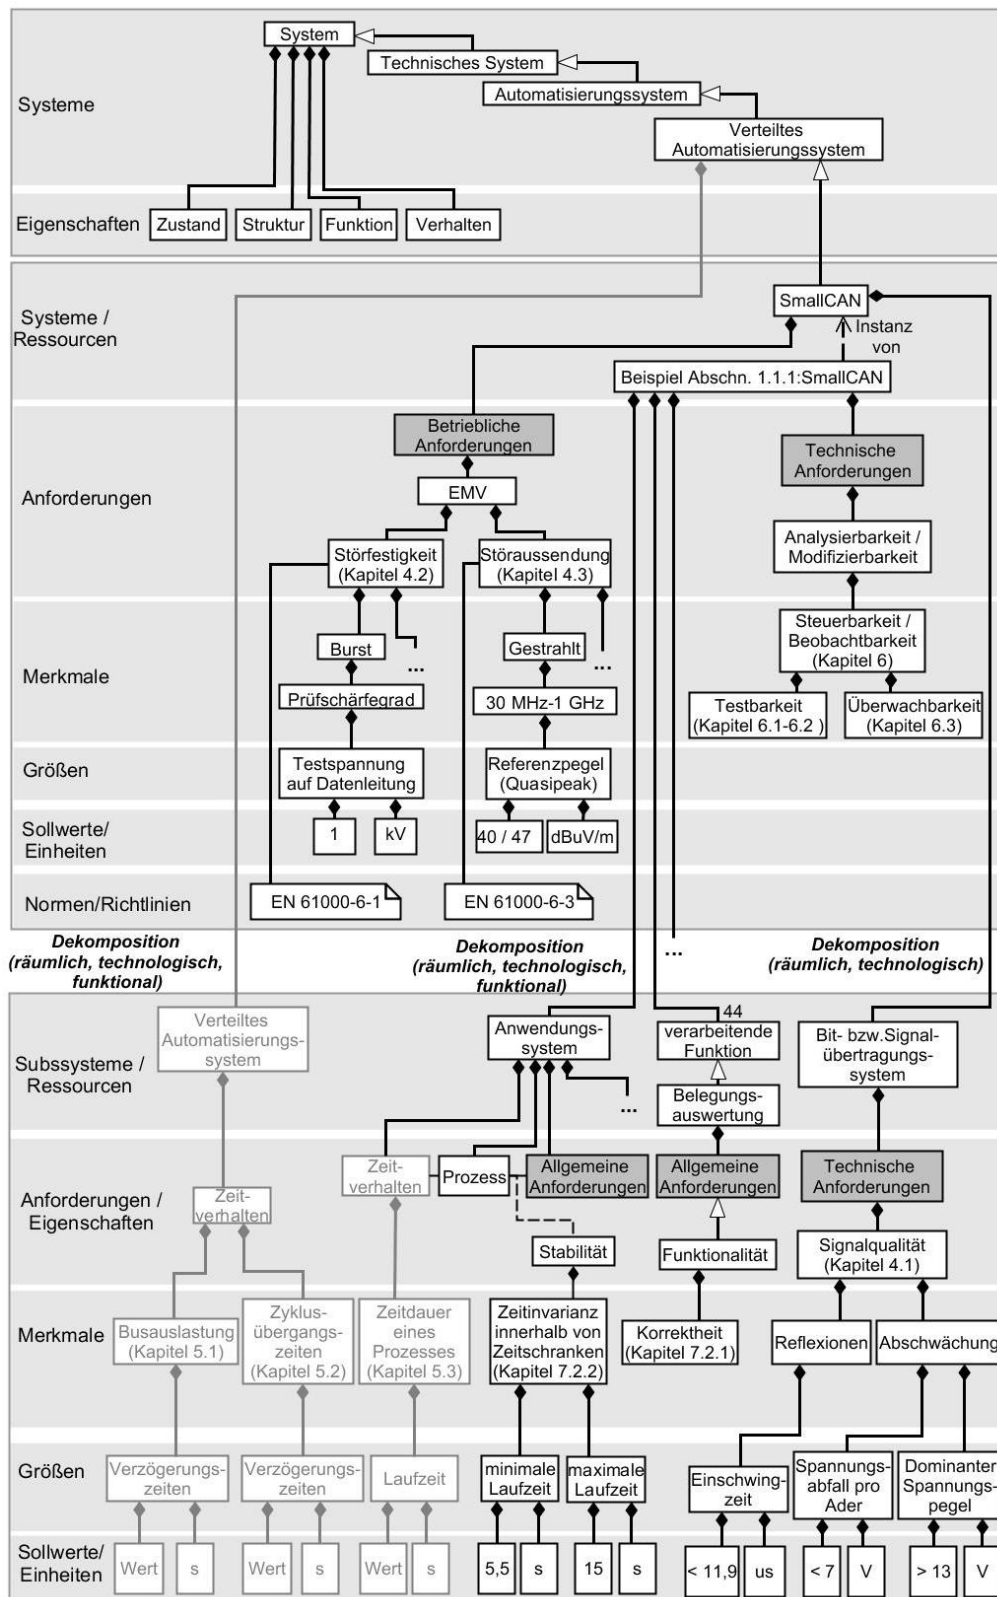 System
Technisches System
Automatisierungssystem
Systeme
Verteiltes
Automatisierungssystem
Eigenschaften
Zustand
Struktur
Funktion
Verhalten
Systeme /
Ressourcen
SmallCAN
Instanz
von
Beispiel Abschn. 1.1.1:SmallCAN
Anforderungen
Betriebliche
Anforderungen
Technische
Anforderungen
EMV
Analysierbarkeit /
Modifizierbarkeit
Störfestigkeit
(Kapitel 4.2)
Störaussendung
(Kapitel 4.3)
Merkmale
Steuerbarkeit /
Beobachtbarkeit
(Kapitel 6)
Burst
...
Gestrahlt
...
Prüfschärfegrad
30 MHz-1 GHz
Testbarkeit
(Kapitel 6.1-6.2 )
Überwachbarkeit
(Kapitel 6.3)
Größen
Testspannung
auf Datenleitung
Referenzpegel
(Quasipeak)
Sollwerte/
Einheiten
1
kV
40 / 47
dBuV/m
Normen/Richtlinien
EN 61000-6-1
EN 61000-6-3
Dekomposition
(räumlich, technologisch,
funktional)
Dekomposition
(räumlich, technologisch,
funktional)
...
Dekomposition
(räumlich, technologisch)
Subssysteme /
Ressourcen
Verteiltes
Automatisierungs-
system
Anwendungs-
system
...
44
verarbeitende
Funktion
Belegungs-
auswertung
Bit- bzw.Signal-
übertragungs-
system
Anforderungen /
Eigenschaften
Zeit-
verhalten
Zeit-
verhalten
Prozess
Allgemeine
Anforderungen
Allgemeine
Anforderungen
Technische
Anforderungen
Stabilität
Funktionalität
Signalqualität
(Kapitel 4.1)
Merkmale
Busauslastung
(Kapitel 5.1)
Zyklus-
übergangs-
zeiten
(Kapitel 5.2)
Zeitdauer
eines
Prozesses
(Kapitel 5.3)
Zeitinvarianz
innerhalb von
Zeitschranken
(Kapitel 7.2.2)
Korrektheit
(Kapitel 7.2.1)
Reflexionen
Abschwächung
Größen
Verzögerungs-
zeiten
Verzögerungs-
zeiten
Laufzeit
minimale
Laufzeit
maximale
Laufzeit
Einschwing-
zeit
Spannungs-
abfall pro
Ader
Dominanter
Spannungs-
pegel
Sollwerte/
Einheiten
Wert
s
Wert
s
Wert
s
5,5
s
15
s
< 11,9
us
< 7
V
> 13
V